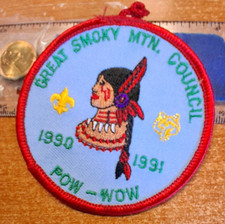 GREAT SMOKY MTN. COUNCIL
1990 1991
POW-WOW